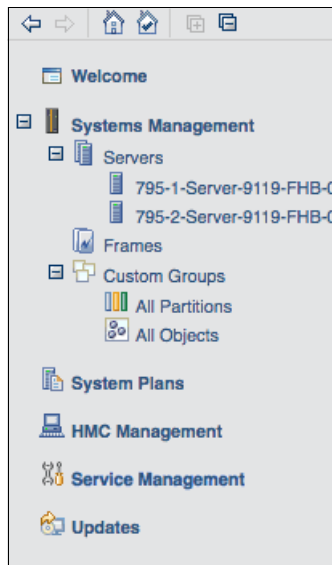 Welcome
Systems Management
Servers
795-1-Server-9119-FHB-0
795-2-Server-9119-FHB-0
Frames
Custom Groups
All Partitions
All Objects
System Plans
HMC Management
Service Management
Updates